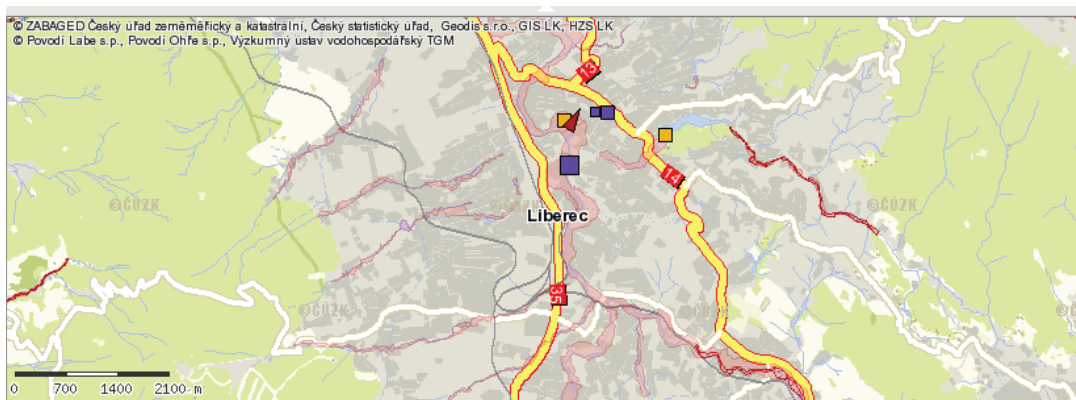 © ZABAGED Český úřad zeměměřický a katastrální, Český statistický úřad, Geodis s.r.o., GIS LK, HZS LK
© Povodí Labe s.p., Povodí Ohře s.p., Výzkumný ústav vodohospodářský TGM
13
14
©ČÚZK
©ČÚZK
©ČÚZK
©ČÚZK
Liberec
35
©ČÚZK
©ČÚZK
0 700 1400 2100 m